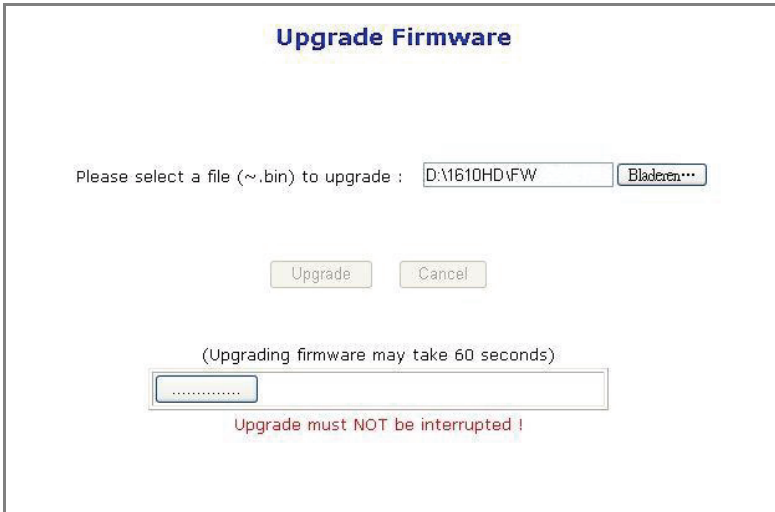 Upgrade Firmware
Please select a file (~.bin) to upgrade :  D:\1610HD\FW  Bladeren...
Upgrade  Cancel
(Upgrading firmware may take 60 seconds)
..............
Upgrade must NOT be interrupted !